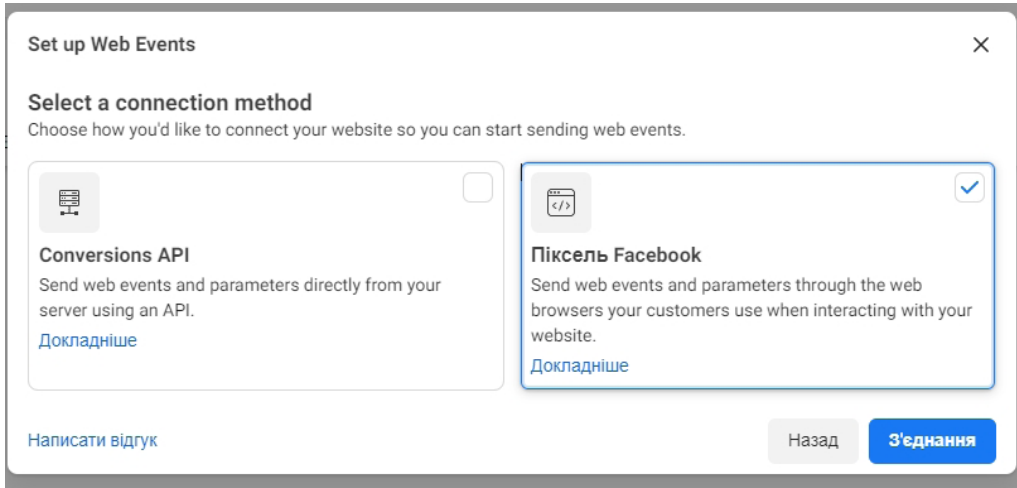 Set up Web Events
Select a connection method
Choose how you'd like to connect your website so you can start sending web events.
Conversions API
Send web events and parameters directly from your
server using an API.
Докладніше
Піксель Facebook
Send web events and parameters through the web
browsers your customers use when interacting with your
website.
Докладніше
Написати відгук
Назад
З'єднання